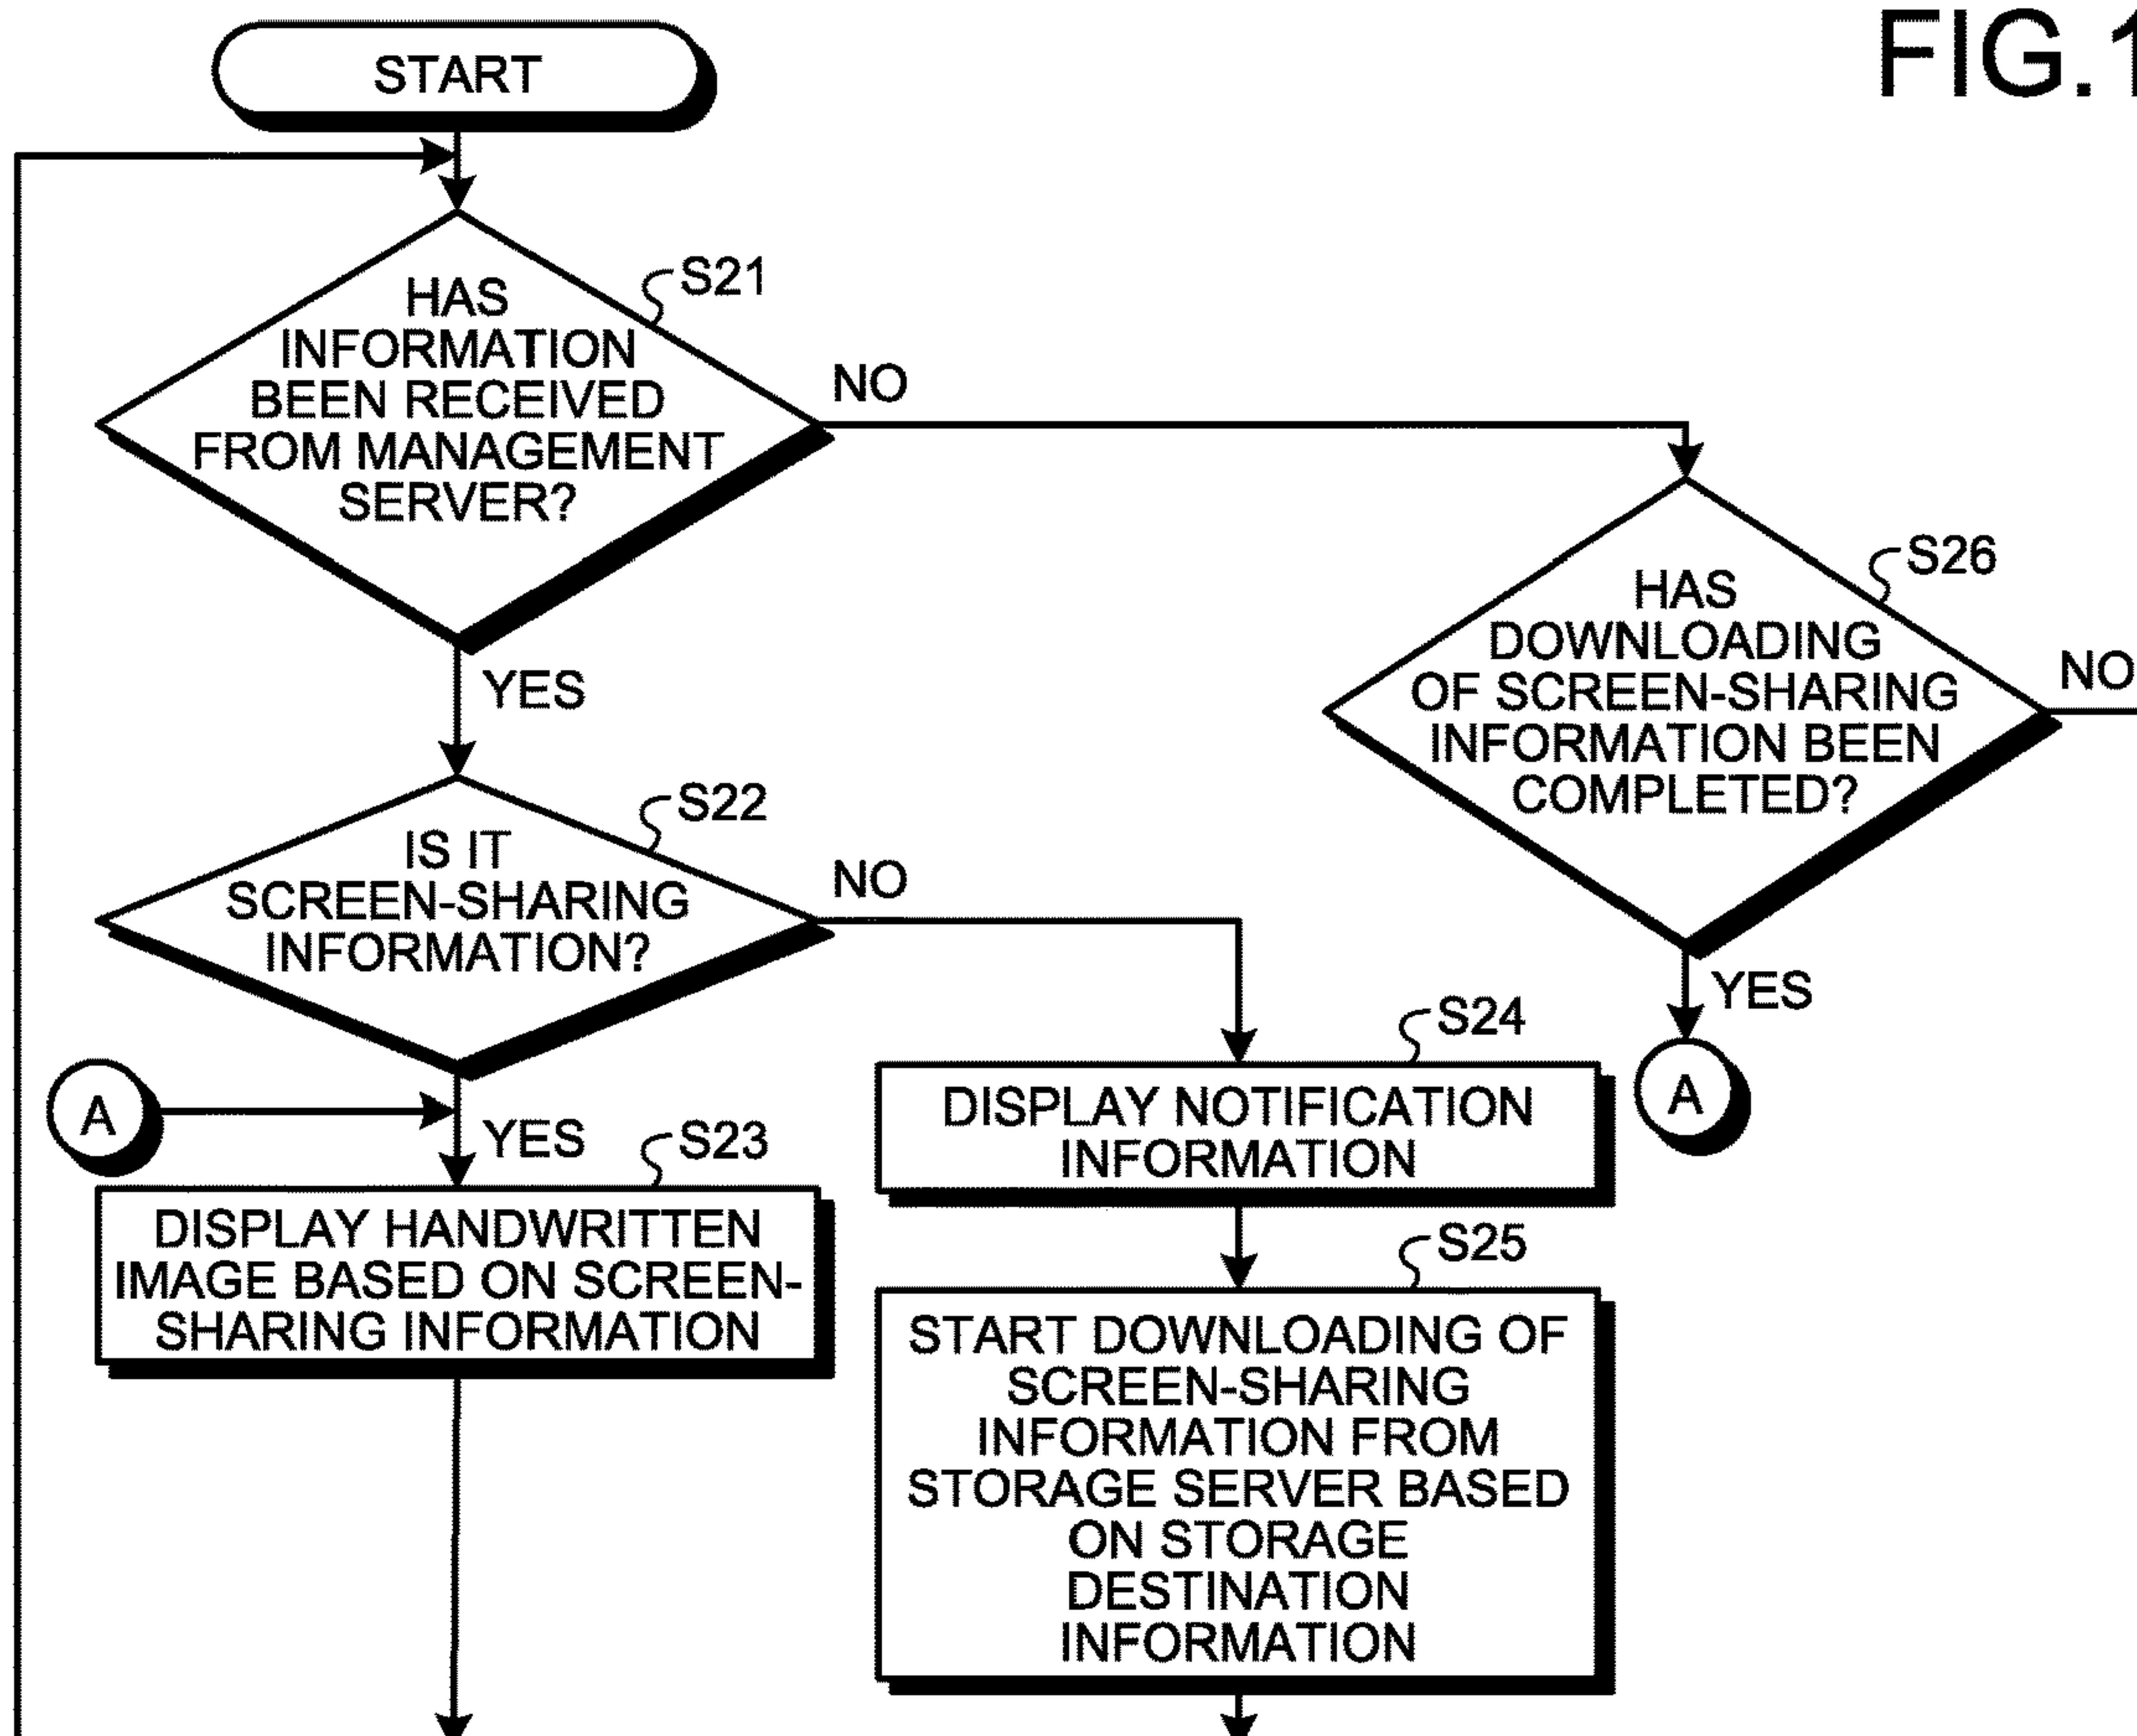 FIG.1
START
S21
HAS
INFORMATION
BEEN RECEIVED
FROM MANAGEMENT
SERVER?
NO
YES
S26
HAS
DOWNLOADING
OF SCREEN-SHARING
INFORMATION BEEN
COMPLETED?
NO
YES
A
S22
IS IT
SCREEN-SHARING
INFORMATION?
NO
YES
A
S23
DISPLAY HANDWRITTEN
IMAGE BASED ON SCREEN-
SHARING INFORMATION
S24
DISPLAY NOTIFICATION
INFORMATION
S25
START DOWNLOADING OF
SCREEN-SHARING
INFORMATION FROM
STORAGE SERVER BASED
ON STORAGE
DESTINATION
INFORMATION